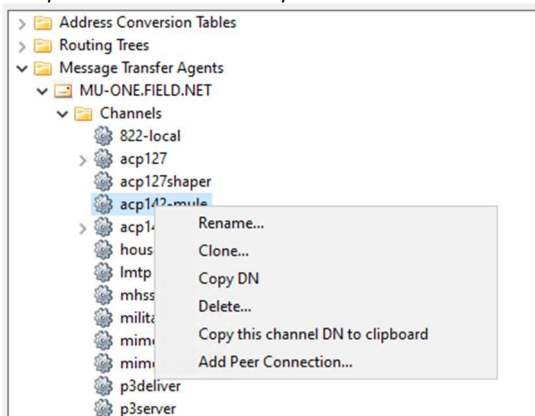 Address Conversion Tables
Routing Trees
Message Transfer Agents
MU-ONE.FIELD.NET
Channels
822-local
acp127
acp127shaper
acp142-mule
acp14
hous
lmtp
mhss
milita
mime
mime
p3deliver
p3server
Rename...
Clone...
Copy DN
Delete...
Copy this channel DN to clipboard
Add Peer Connection...